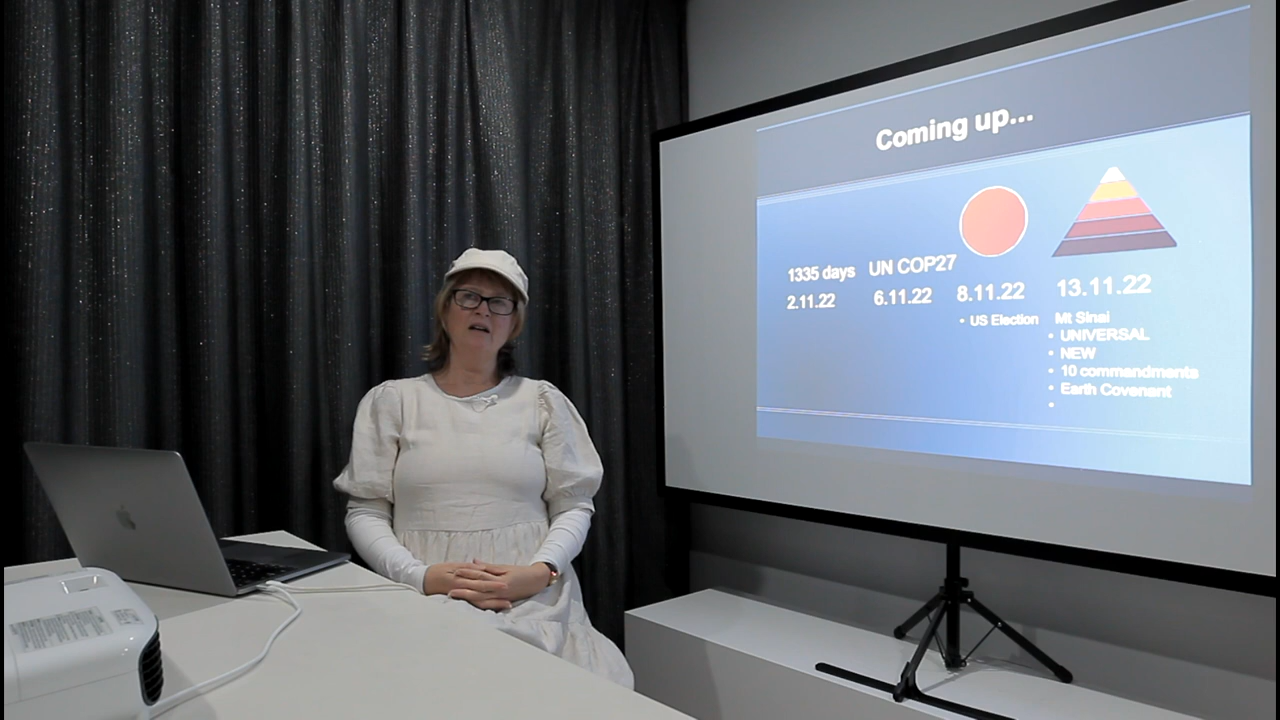 Coming up...
1335 days
2.11.22
UN COP27
6.11.22
8.11.22
• US Election
13.11.22
Mt Sinai
• UNIVERSAL
• NEW
• 10 commandments
• Earth Covenant
•